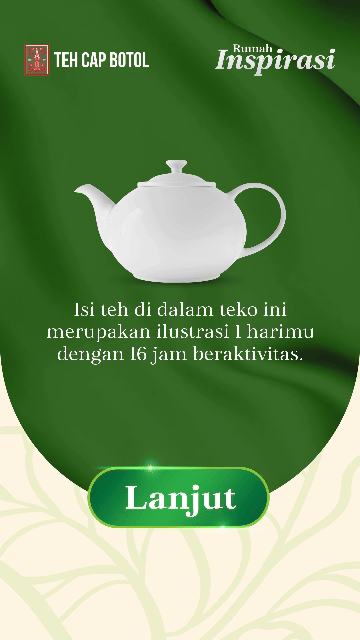 TEH CAP BOTOL
Rumah
Inspirasi
Isi teh di dalam teko ini
merupakan ilustrasi 1 harimu
dengan 16 jam beraktivitas.
Lanjut